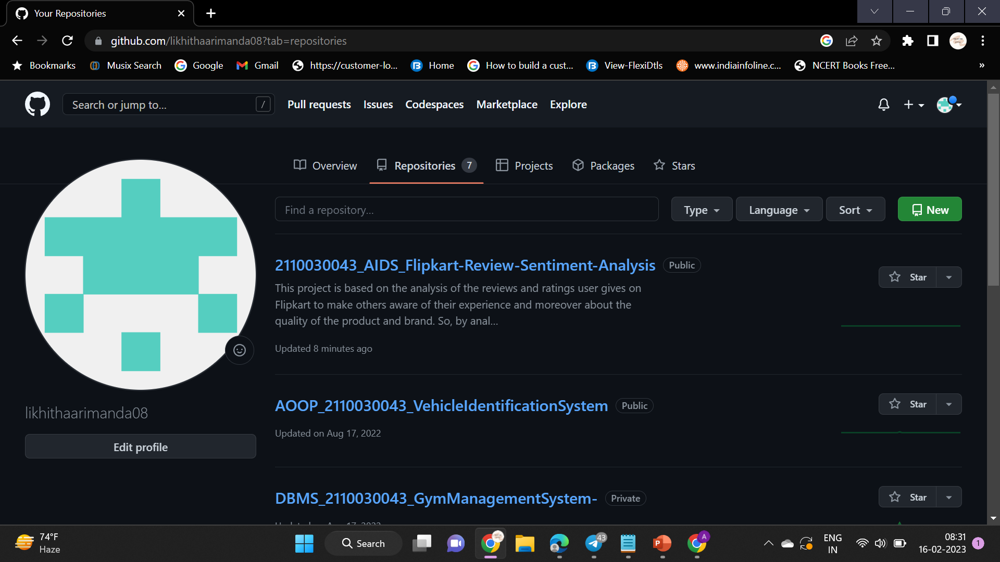 Your Repositories
github.com/likhithaarimanda08?tab=repositories
Bookmarks Musix Search Google Gmail https://customer-lo... Home How to build a cust... View-FlexiDtls www.indiainfoline.c... NCERT Books Free... »
Search or jump to... / Pull requests Issues Codespaces Marketplace Explore
Overview Repositories 7 Projects Packages Stars
Find a repository... Type Language Sort New
2110030043_AIDS_Flipkart-Review-Sentiment-Analysis Public
Star
This project is based on the analysis of the reviews and ratings user gives on
Flipkart to make others aware of their experience and moreover about the
quality of the product and brand. So, by anal...
Updated 8 minutes ago
AOOP_2110030043_VehicleIdentificationSystem Public
Star
Updated on Aug 17, 2022
DBMS_2110030043_GymManagementSystem- Private
Star
Updated on Aug 17, 2022
likhithaarimanda08
Edit profile
74°F
Haze
Search
43
A
ENG
IN
08:31
16-02-2023
1